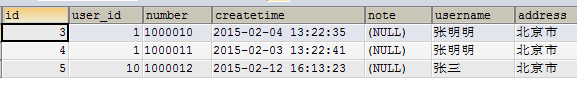 id user_id number createtime note username address
3 1 1000010 2015-02-04 13:22:35 (NULL) 张明明 北京市
4 1 1000011 2015-02-03 13:22:41 (NULL) 张明明 北京市
5 10 1000012 2015-02-12 16:13:23 (NULL) 张三 北京市